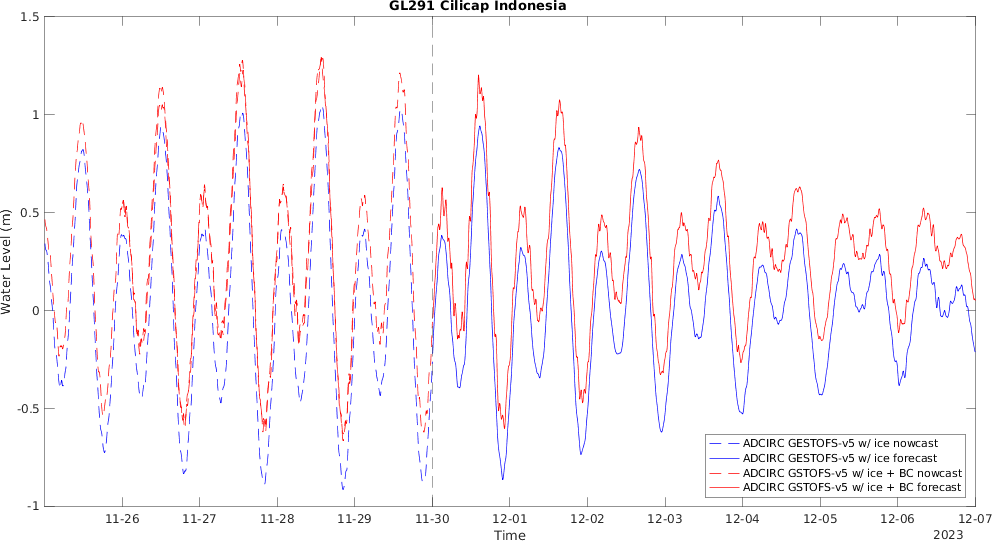 GL291 Cilicap Indonesia
Water Level (m)
1.5
1
0.5
0
-0.5
-1
ADCIRC GESTOFS-v5 w/ ice nowcast
ADCIRC GESTOFS-v5 w/ ice forecast
ADCIRC GSTOFS-v5 w/ ice + BC nowcast
ADCIRC GSTOFS-v5 w/ ice + BC forecast
11-26 11-27 11-28 11-29 11-30 12-01 12-02 12-03 12-04 12-05 12-06 12-07
Time
2023